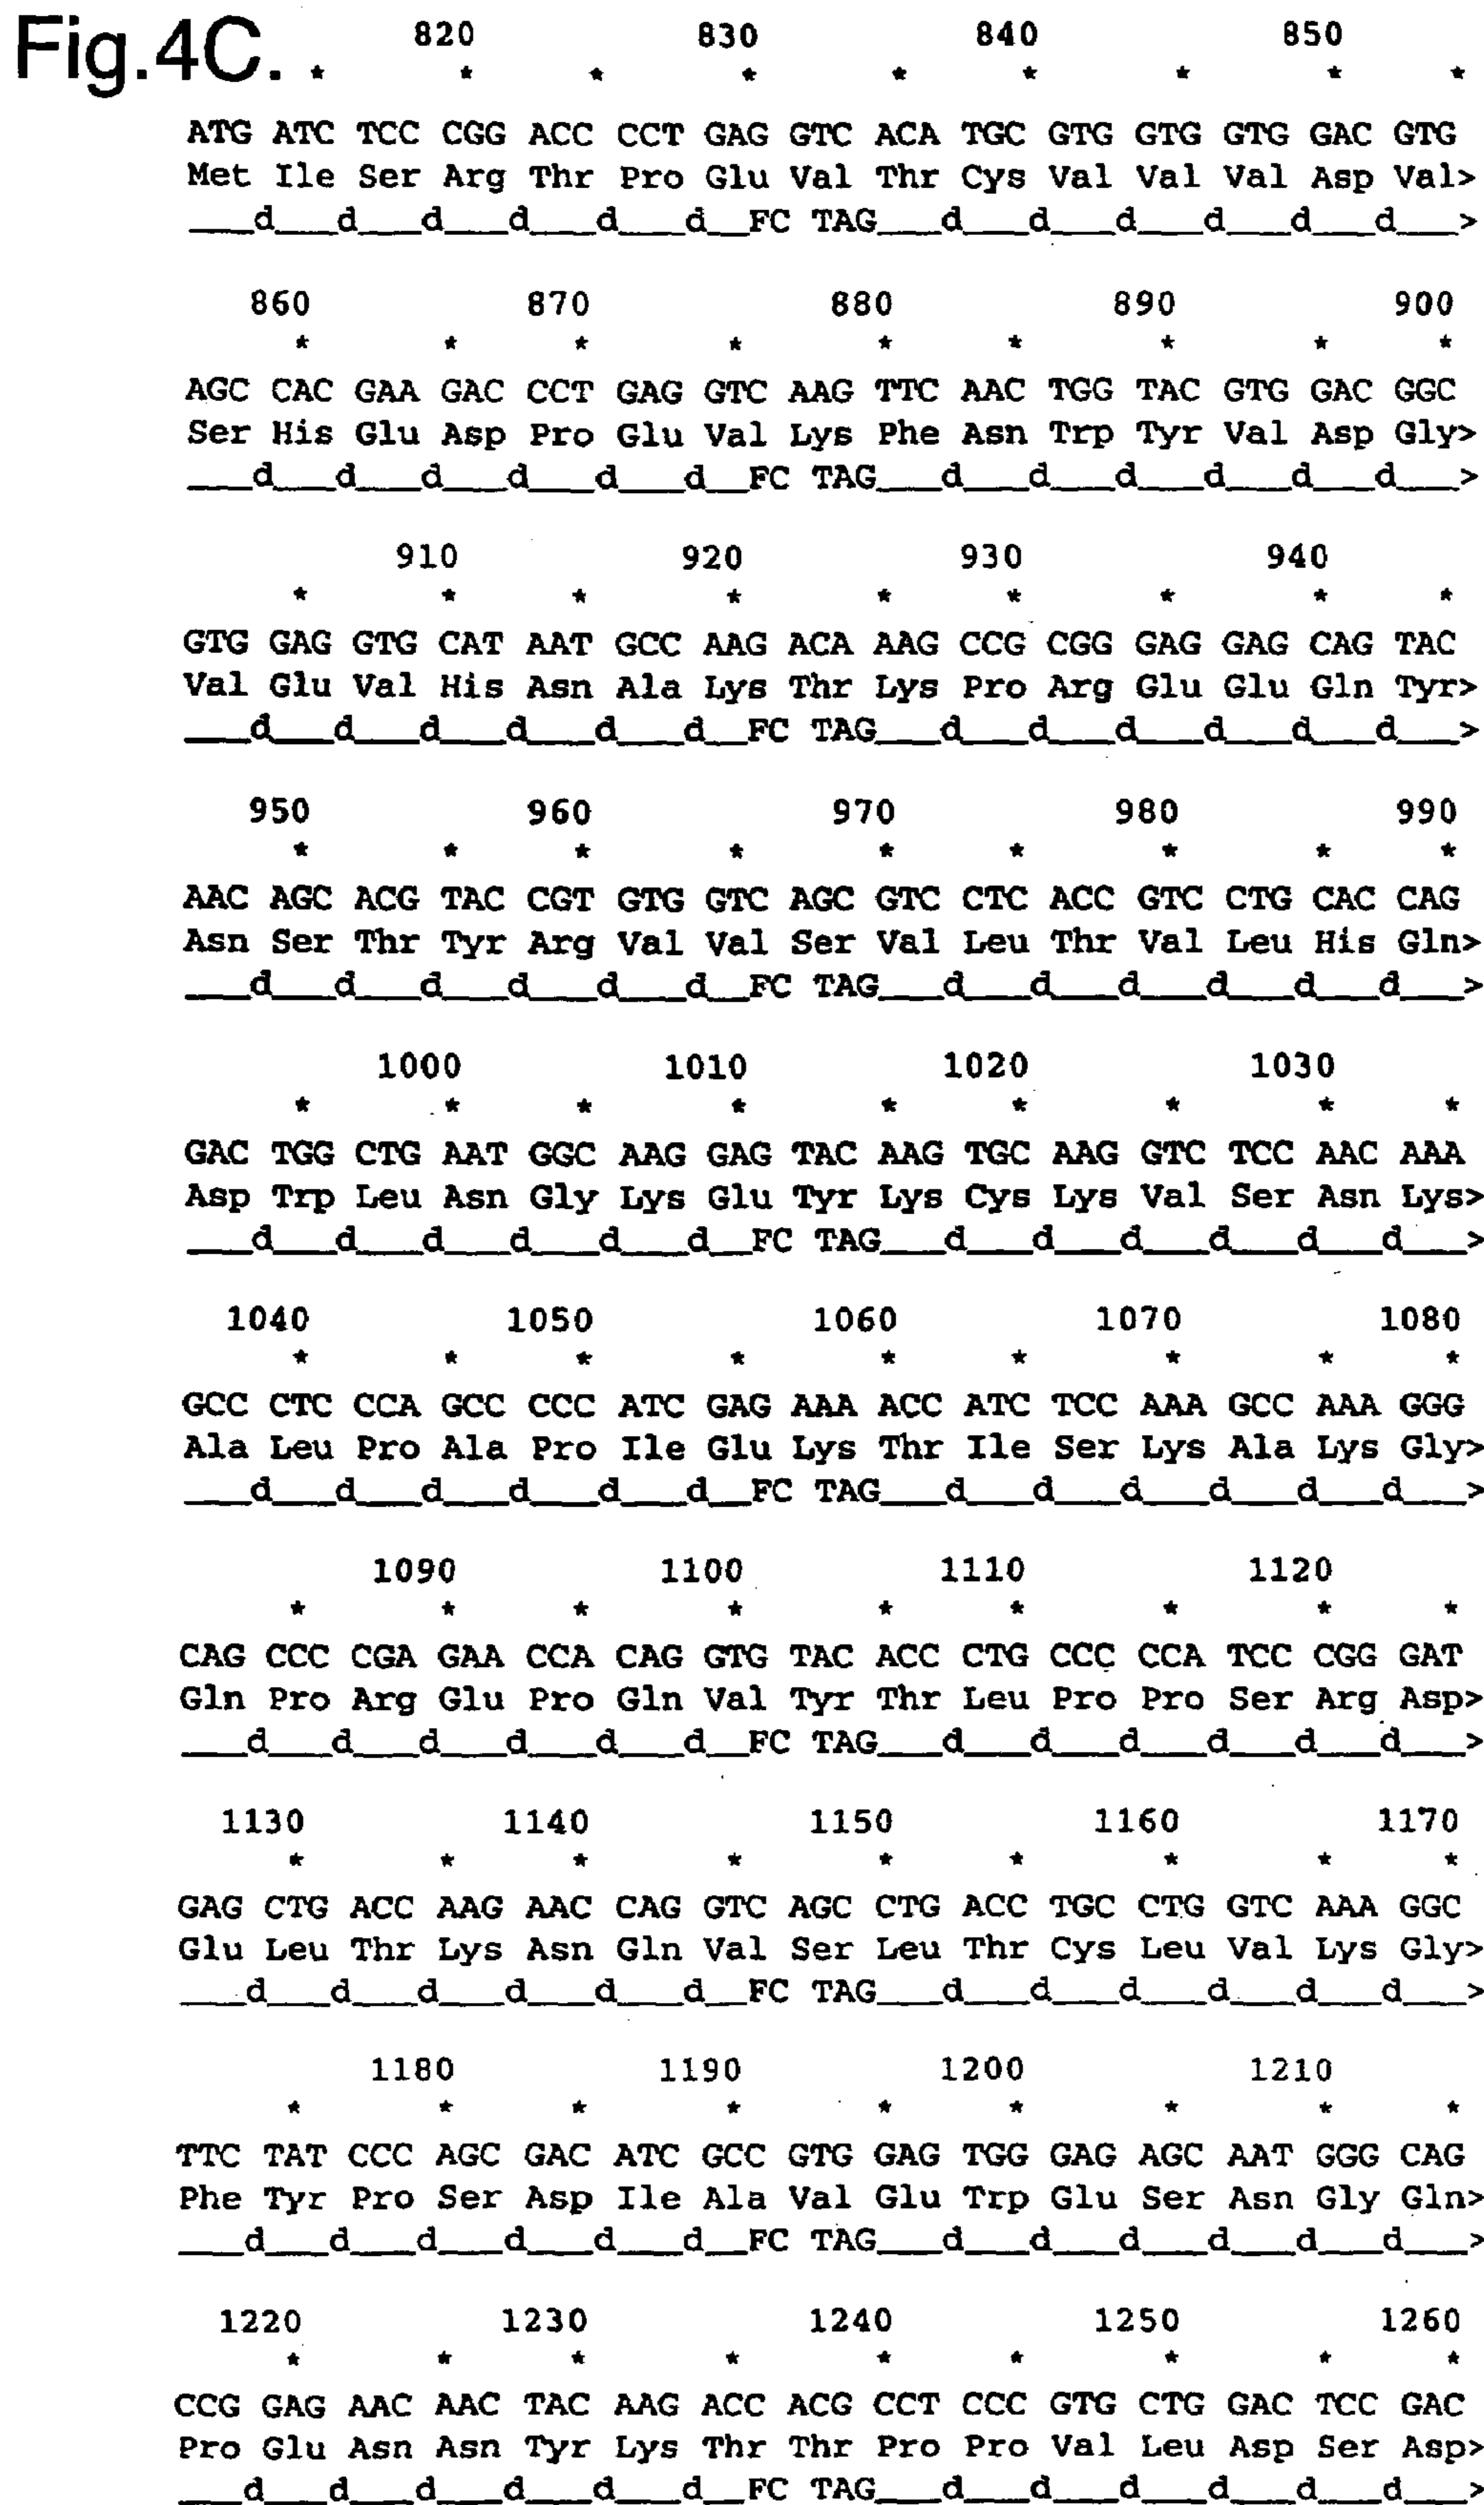 Fig.4C.
820 830 840 850
* * * * * * * * *
ATG ATC TCC CGG ACC CCT GAG GTC ACA TGC GTG GTG GTG GAC GTG
Met Ile Ser Arg Thr Pro Glu Val Thr Cys Val Val Val Asp Val>
___d___d___d___d___d___d__FC TAG___d___d___d___d___d___d___>
860 870 880 890 900
* * * * * * * * *
AGC CAC GAA GAC CCT GAG GTC AAG TTC AAC TGG TAC GTG GAC GGC
Ser His Glu Asp Pro Glu Val Lys Phe Asn Trp Tyr Val Asp Gly>
___d___d___d___d___d___d__FC TAG___d___d___d___d___d___d___>
910 920 930 940
* * * * * * * * *
GTG GAG GTG CAT AAT GCC AAG ACA AAG CCG CGG GAG GAG CAG TAC
Val Glu Val His Asn Ala Lys Thr Lys Pro Arg Glu Glu Gln Tyr>
___d___d___d___d___d___d__FC TAG___d___d___d___d___d___d___>
950 960 970 980 990
* * * * * * * * *
AAC AGC ACG TAC CGT GTG GTC AGC GTC CTC ACC GTC CTG CAC CAG
Asn Ser Thr Tyr Arg Val Val Ser Val Leu Thr Val Leu His Gln>
___d___d___d___d___d___d__FC TAG___d___d___d___d___d___d___>
1000 1010 1020 1030
* * * * * * * * *
GAC TGG CTG AAT GGC AAG GAG TAC AAG TGC AAG GTC TCC AAC AAA
Asp Trp Leu Asn Gly Lys Glu Tyr Lys Cys Lys Val Ser Asn Lys>
___d___d___d___d___d___d__FC TAG___d___d___d___d___d___d___>
1040 1050 1060 1070 1080
* * * * * * * * *
GCC CTC CCA GCC CCC ATC GAG AAA ACC ATC TCC AAA GCC AAA GGG
Ala Leu Pro Ala Pro Ile Glu Lys Thr Ile Ser Lys Ala Lys Gly>
___d___d___d___d___d___d__FC TAG___d___d___d___d___d___d___>
1090 1100 1110 1120
* * * * * * * * *
CAG CCC CGA GAA CCA CAG GTG TAC ACC CTG CCC CCA TCC CGG GAT
Gln Pro Arg Glu Pro Gln Val Tyr Thr Leu Pro Pro Ser Arg Asp>
___d___d___d___d___d___d__FC TAG___d___d___d___d___d___d___>
1130 1140 1150 1160 1170
* * * * * * * * *
GAG CTG ACC AAG AAC CAG GTC AGC CTG ACC TGC CTG GTC AAA GGC
Glu Leu Thr Lys Asn Gln Val Ser Leu Thr Cys Leu Val Lys Gly>
___d___d___d___d___d___d__FC TAG___d___d___d___d___d___d___>
1180 1190 1200 1210
* * * * * * * * *
TTC TAT CCC AGC GAC ATC GCC GTG GAG TGG GAG AGC AAT GGG CAG
Phe Tyr Pro Ser Asp Ile Ala Val Glu Trp Glu Ser Asn Gly Gln>
___d___d___d___d___d___d__FC TAG___d___d___d___d___d___d___>
1220 1230 1240 1250 1260
* * * * * * * * *
CCG GAG AAC AAC TAC AAG ACC ACG CCT CCC GTG CTG GAC TCC GAC
Pro Glu Asn Asn Tyr Lys Thr Thr Pro Pro Val Leu Asp Ser Asp>
___d___d___d___d___d___d__FC TAG___d___d___d___d___d___d___>